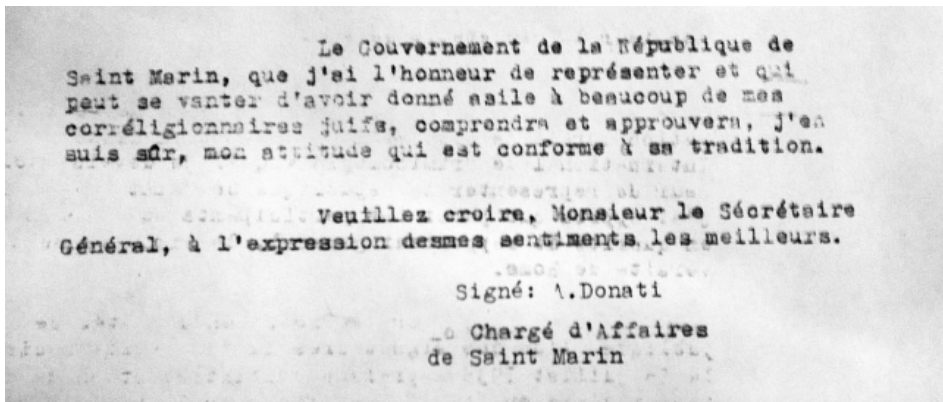 Le Gouvernement de la République de
Saint Marin, que j'ai l'honneur de représenter et qui
peut se vanter d'avoir donné asile à beaucoup de mes
corréligionnaires juifs, comprendra et approuvera, j'en
suis sûr, mon attitude qui est conforme à sa tradition.
Veuillez croire, Monsieur le Sécrétaire
Général, à l'expression desmes sentiments les meilleurs.
Signé: A.Donati
Chargé d'Affaires
de Saint Marin